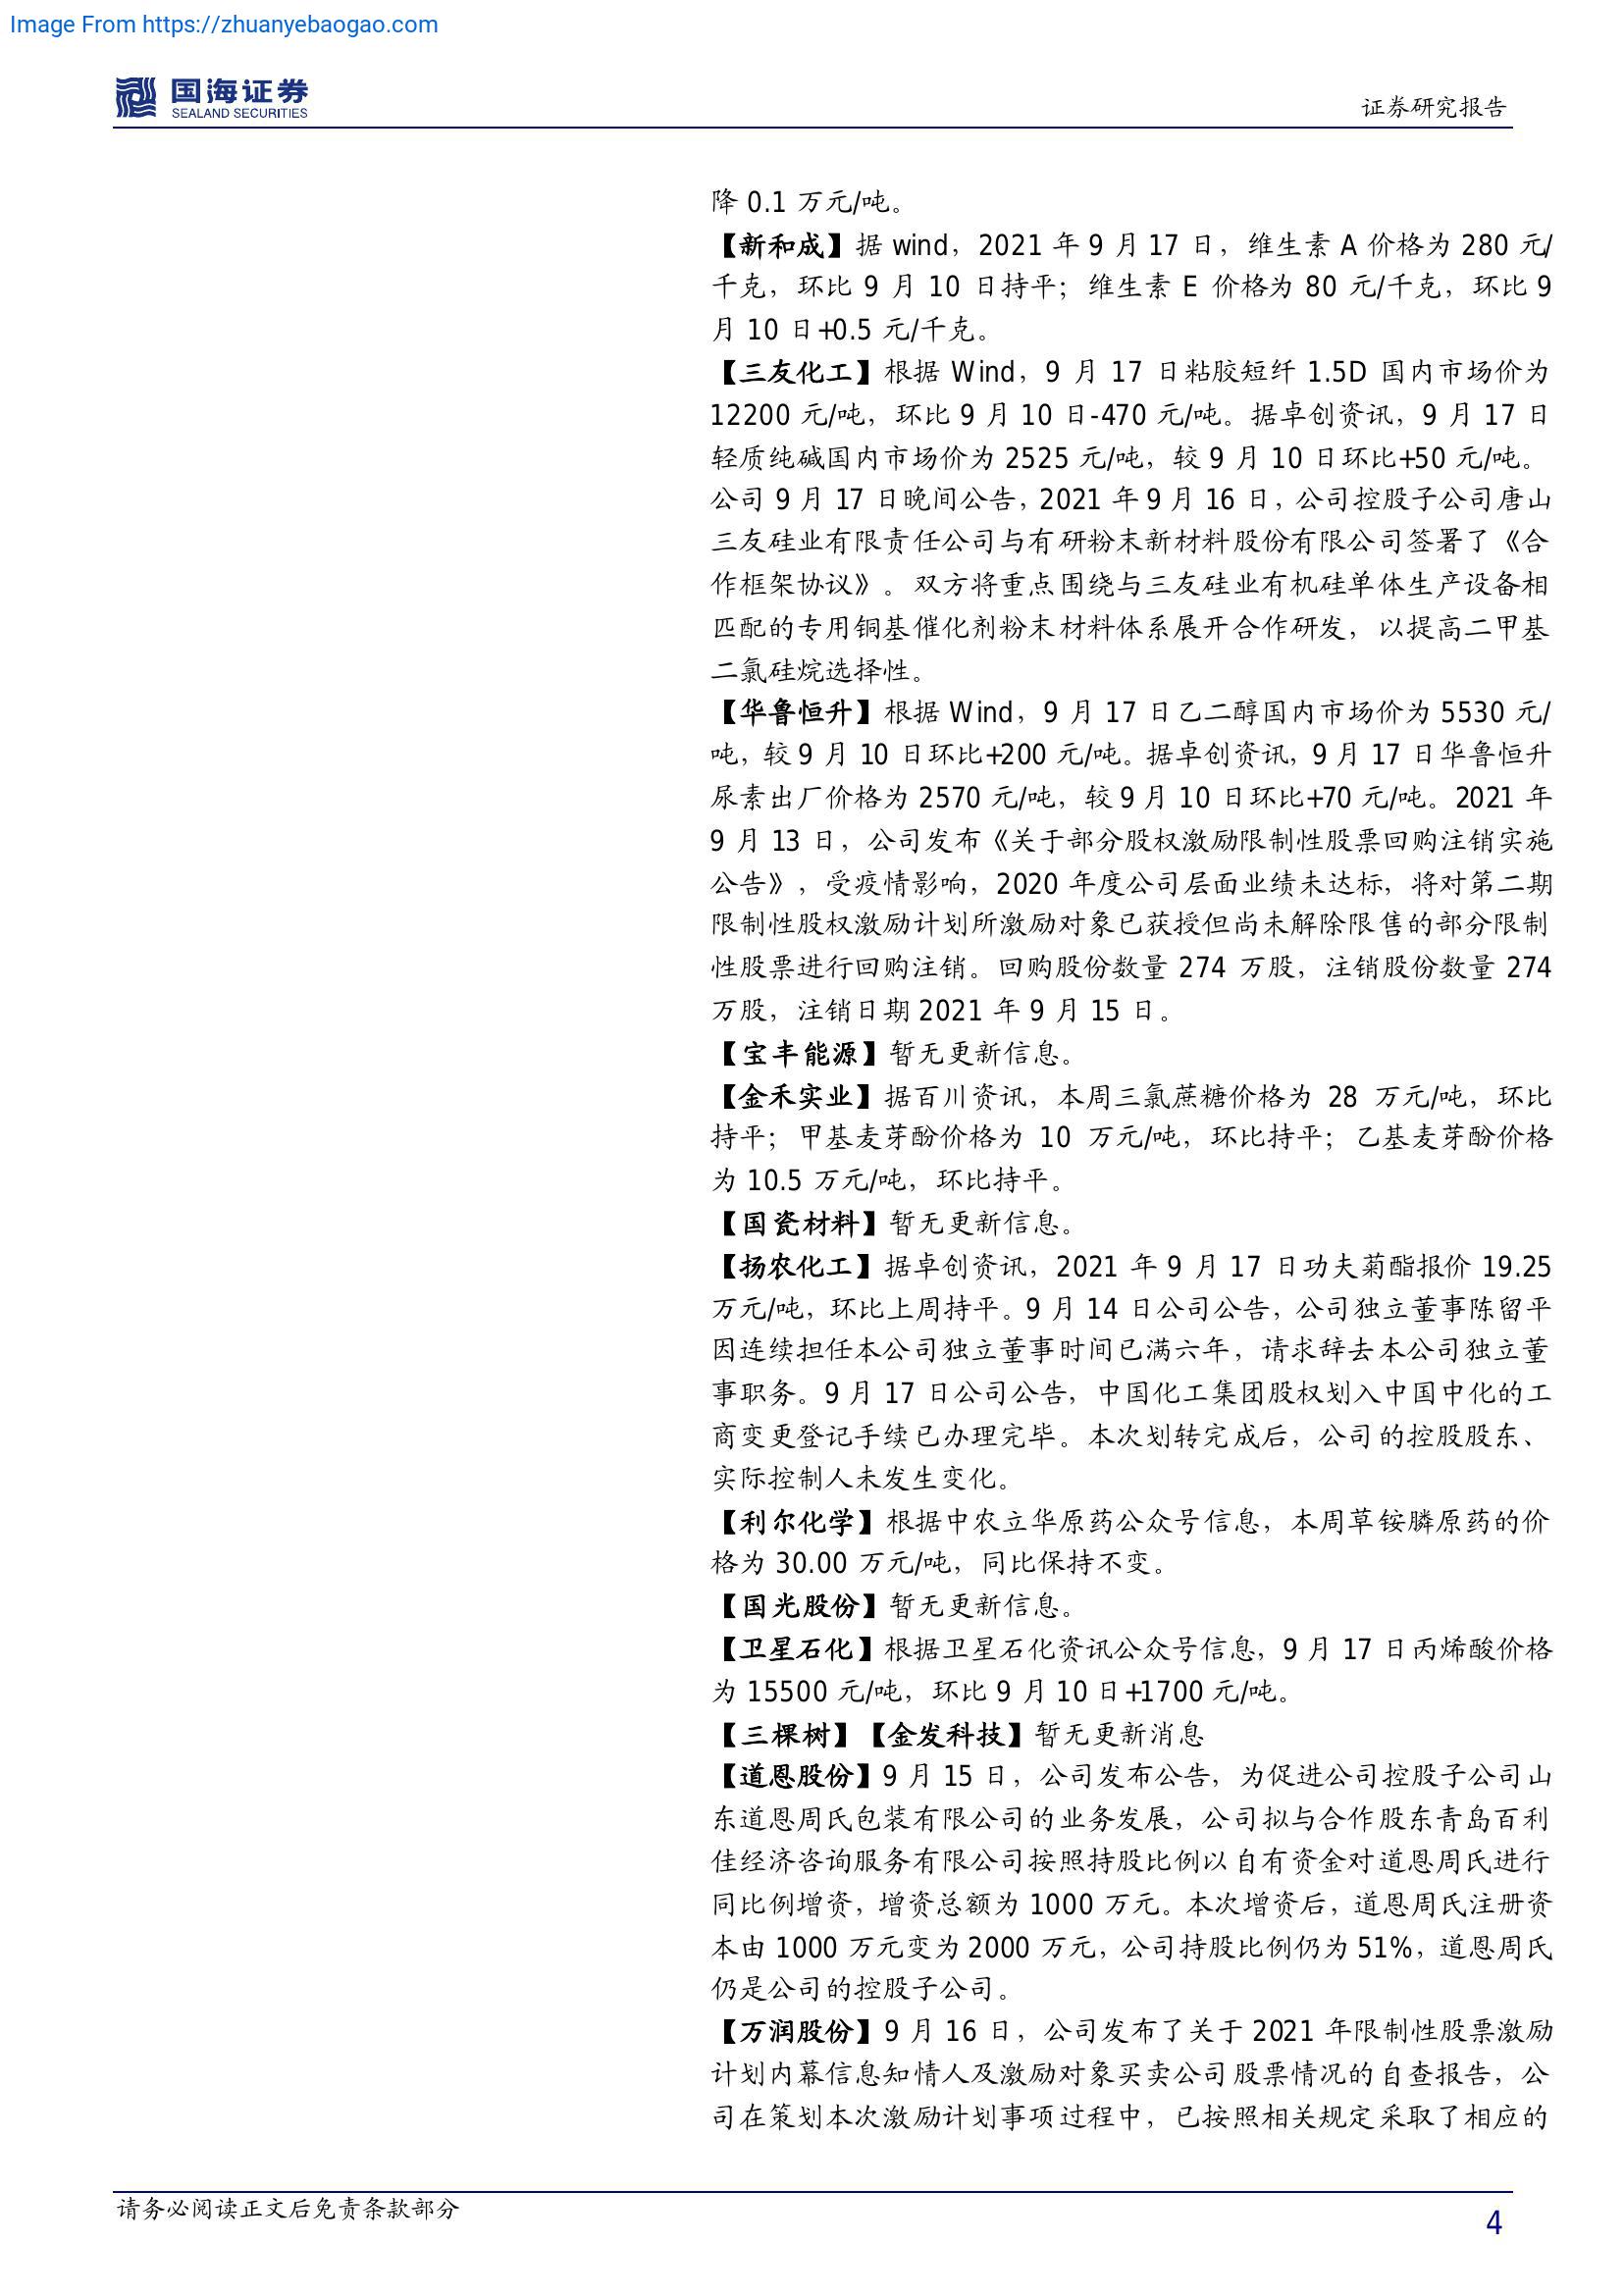 Image From https://zhuanyebaogao.com
国海证券
SEALAND SECURITIES
证券研究报告
降 0.1 万元/吨。
【新和成】据 wind，2021 年 9 月 17 日，维生素 A 价格为 280 元/
千克，环比 9 月 10 日持平；维生素 E 价格为 80 元/千克，环比 9
月 10 日+0.5 元/千克。
【三友化工】根据 Wind，9 月 17 日粘胶短纤 1.5D 国内市场价为
12200 元/吨，环比 9 月 10 日-470 元/吨。据卓创资讯，9 月 17 日
轻质纯碱国内市场价为 2525 元/吨，较 9 月 10 日环比+50 元/吨。
公司 9 月 17 日晚间公告，2021 年 9 月 16 日，公司控股子公司唐山
三友硅业有限责任公司与有研粉末新材料股份有限公司签署了《合
作框架协议》。双方将重点围绕与三友硅业有机硅单体生产设备相
匹配的专用铜基催化剂粉末材料体系展开合作研发，以提高二甲基
二氯硅烷选择性。
【华鲁恒升】根据 Wind，9 月 17 日乙二醇国内市场价为 5530 元/
吨，较 9 月 10 日环比+200 元/吨。据卓创资讯，9 月 17 日华鲁恒升
尿素出厂价格为 2570 元/吨，较 9 月 10 日环比+70 元/吨。2021 年
9 月 13 日，公司发布《关于部分股权激励限制性股票回购注销实施
公告》，受疫情影响，2020 年度公司层面业绩未达标，将对第二期
限制性股权激励计划所激励对象已获授但尚未解除限售的部分限制
性股票进行回购注销。回购股份数量 274 万股，注销股份数量 274
万股，注销日期 2021 年 9 月 15 日。
【宝丰能源】暂无更新信息。
【金禾实业】据百川资讯，本周三氯蔗糖价格为 28 万元/吨，环比
持平；甲基麦芽酚价格为 10 万元/吨，环比持平；乙基麦芽酚价格
为 10.5 万元/吨，环比持平。
【国瓷材料】暂无更新信息。
【扬农化工】据卓创资讯，2021 年 9 月 17 日功夫菊酯报价 19.25
万元/吨，环比上周持平。9 月 14 日公司公告，公司独立董事陈留平
因连续担任本公司独立董事时间已满六年，请求辞去本公司独立董
事职务。9 月 17 日公司公告，中国化工集团股权划入中国中化的工
商变更登记手续已办理完毕。本次划转完成后，公司的控股股东、
实际控制人未发生变化。
【利尔化学】根据中农立华原药公众号信息，本周草铵膦原药的价
格为 30.00 万元/吨，同比保持不变。
【国光股份】暂无更新信息。
【卫星石化】根据卫星石化资讯公众号信息，9 月 17 日丙烯酸价格
为 15500 元/吨，环比 9 月 10 日+1700 元/吨。
【三棵树】【金发科技】暂无更新消息
【道恩股份】9 月 15 日，公司发布公告，为促进公司控股子公司山
东道恩周氏包装有限公司的业务发展，公司拟与合作股东青岛百利
佳经济咨询服务有限公司按照持股比例以自有资金对道恩周氏进行
同比例增资，增资总额为 1000 万元。本次增资后，道恩周氏注册资
本由 1000 万元变为 2000 万元，公司持股比例仍为 51%，道恩周氏
仍是公司的控股子公司。
【万润股份】9 月 16 日，公司发布了关于 2021 年限制性股票激励
计划内幕信息知情人及激励对象买卖公司股票情况的自查报告，公
司在策划本次激励计划事项过程中，已按照相关规定采取了相应的
请务必阅读正文后免责条款部分
4